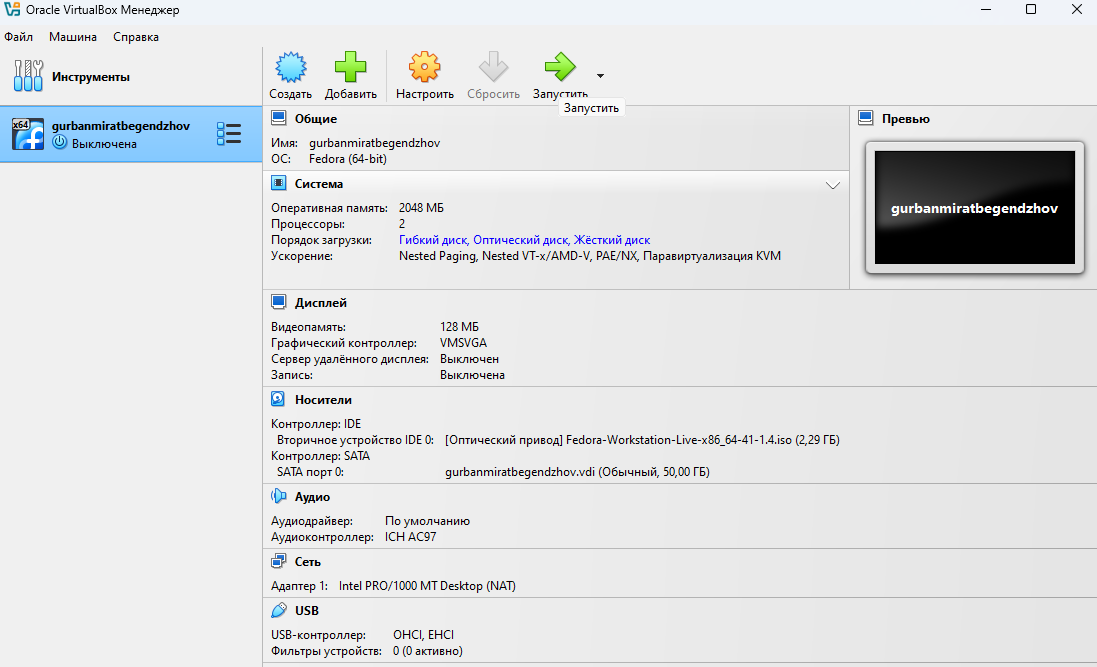 Oracle VirtualBox Менеджер
Файл Машина Справка
Инструменты
Создать Добавить Настроить Сбросить Запустить
Запустить
x64
gurbanmiratbegendzhov
Выключена
Общие
Имя: gurbanmiratbegendzhov
ОС: Fedora (64-bit)
Превью
gurbanmiratbegendzhov
Система
Оперативная память: 2048 МБ
Процессоры: 2
Порядок загрузки: Гибкий диск, Оптический диск, Жёсткий диск
Ускорение: Nested Paging, Nested VT-x/AMD-V, PAE/NX, Паравиртуализация KVM
Дисплей
Видеопамять: 128 МБ
Графический контроллер: VMSVGA
Сервер удалённого дисплея: Выключен
Запись: Выключена
Носители
Контроллер: IDE
Вторичное устройство IDE 0: [Оптический привод] Fedora-Workstation-Live-x86_64-41-1.4.iso (2,29 ГБ)
Контроллер: SATA
SATA порт 0: gurbanmiratbegendzhov.vdi (Обычный, 50,00 ГБ)
Аудио
Аудиодрайвер: По умолчанию
Аудиоконтроллер: ICH AC97
Сеть
Адаптер 1: Intel PRO/1000 MT Desktop (NAT)
USB
USB-контроллер: OHCI, EHCI
Фильтры устройств: 0 (0 активно)